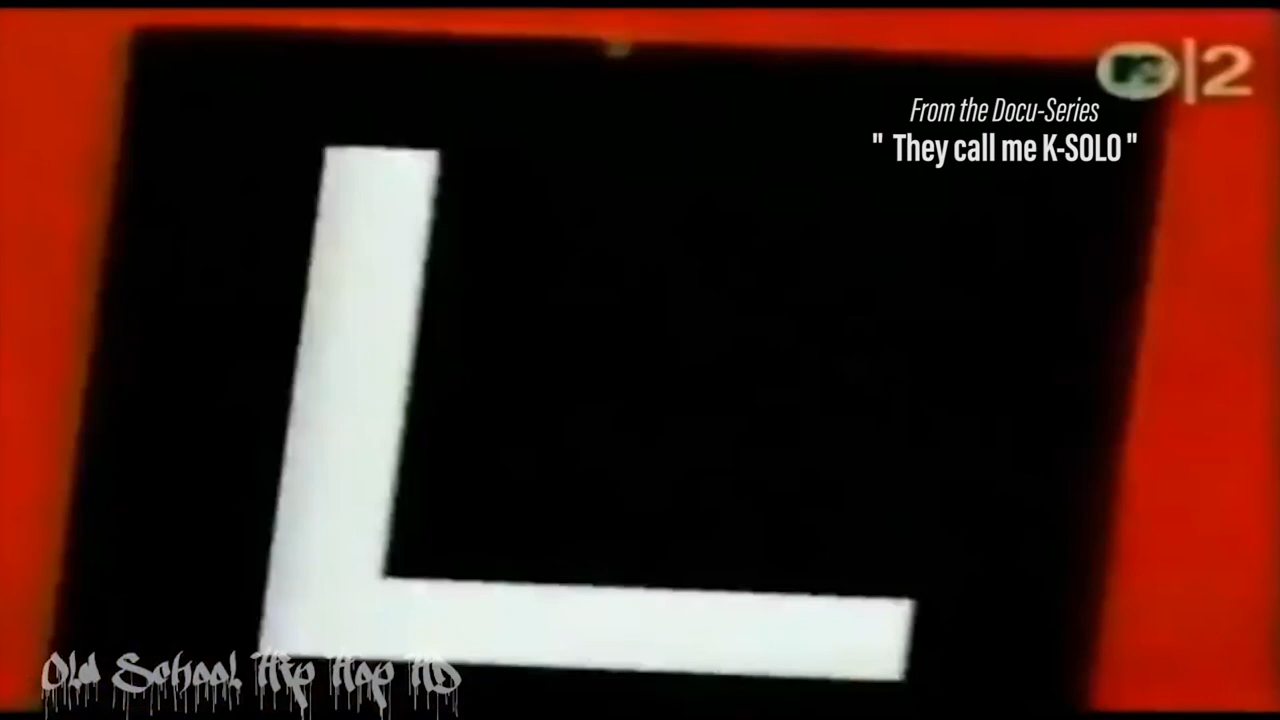 |2
From the Docu-Series
" They call me K-SOLO "
L
Old School Hip Hop HD